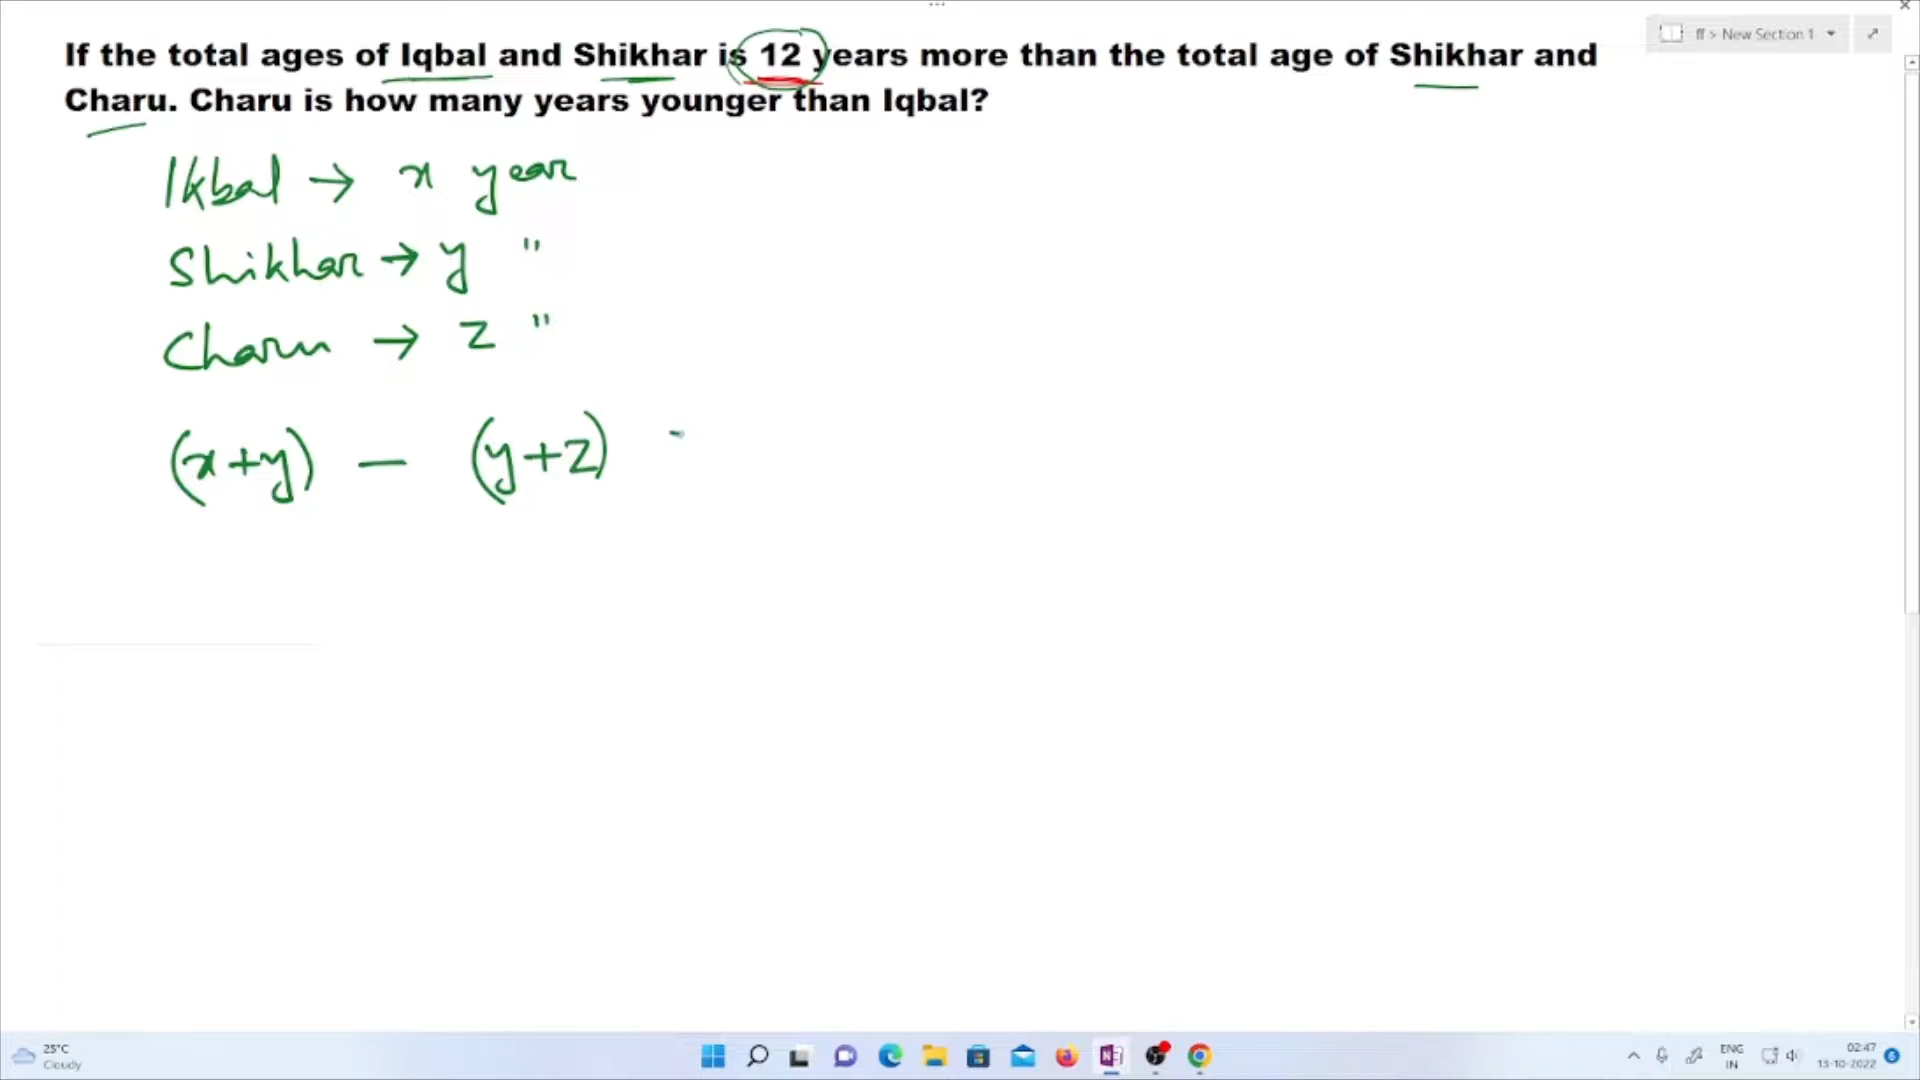 ff > New Section 1
If the total ages of Iqbal and Shikhar is 12 years more than the total age of Shikhar and
Charu. Charu is how many years younger than Iqbal?
Ikbal → x year
Shikhar → y "
Charu → z "
(x+y) - (y+z)
25°C
Cloudy
ENG
IN
02:47
13-10-2022
6